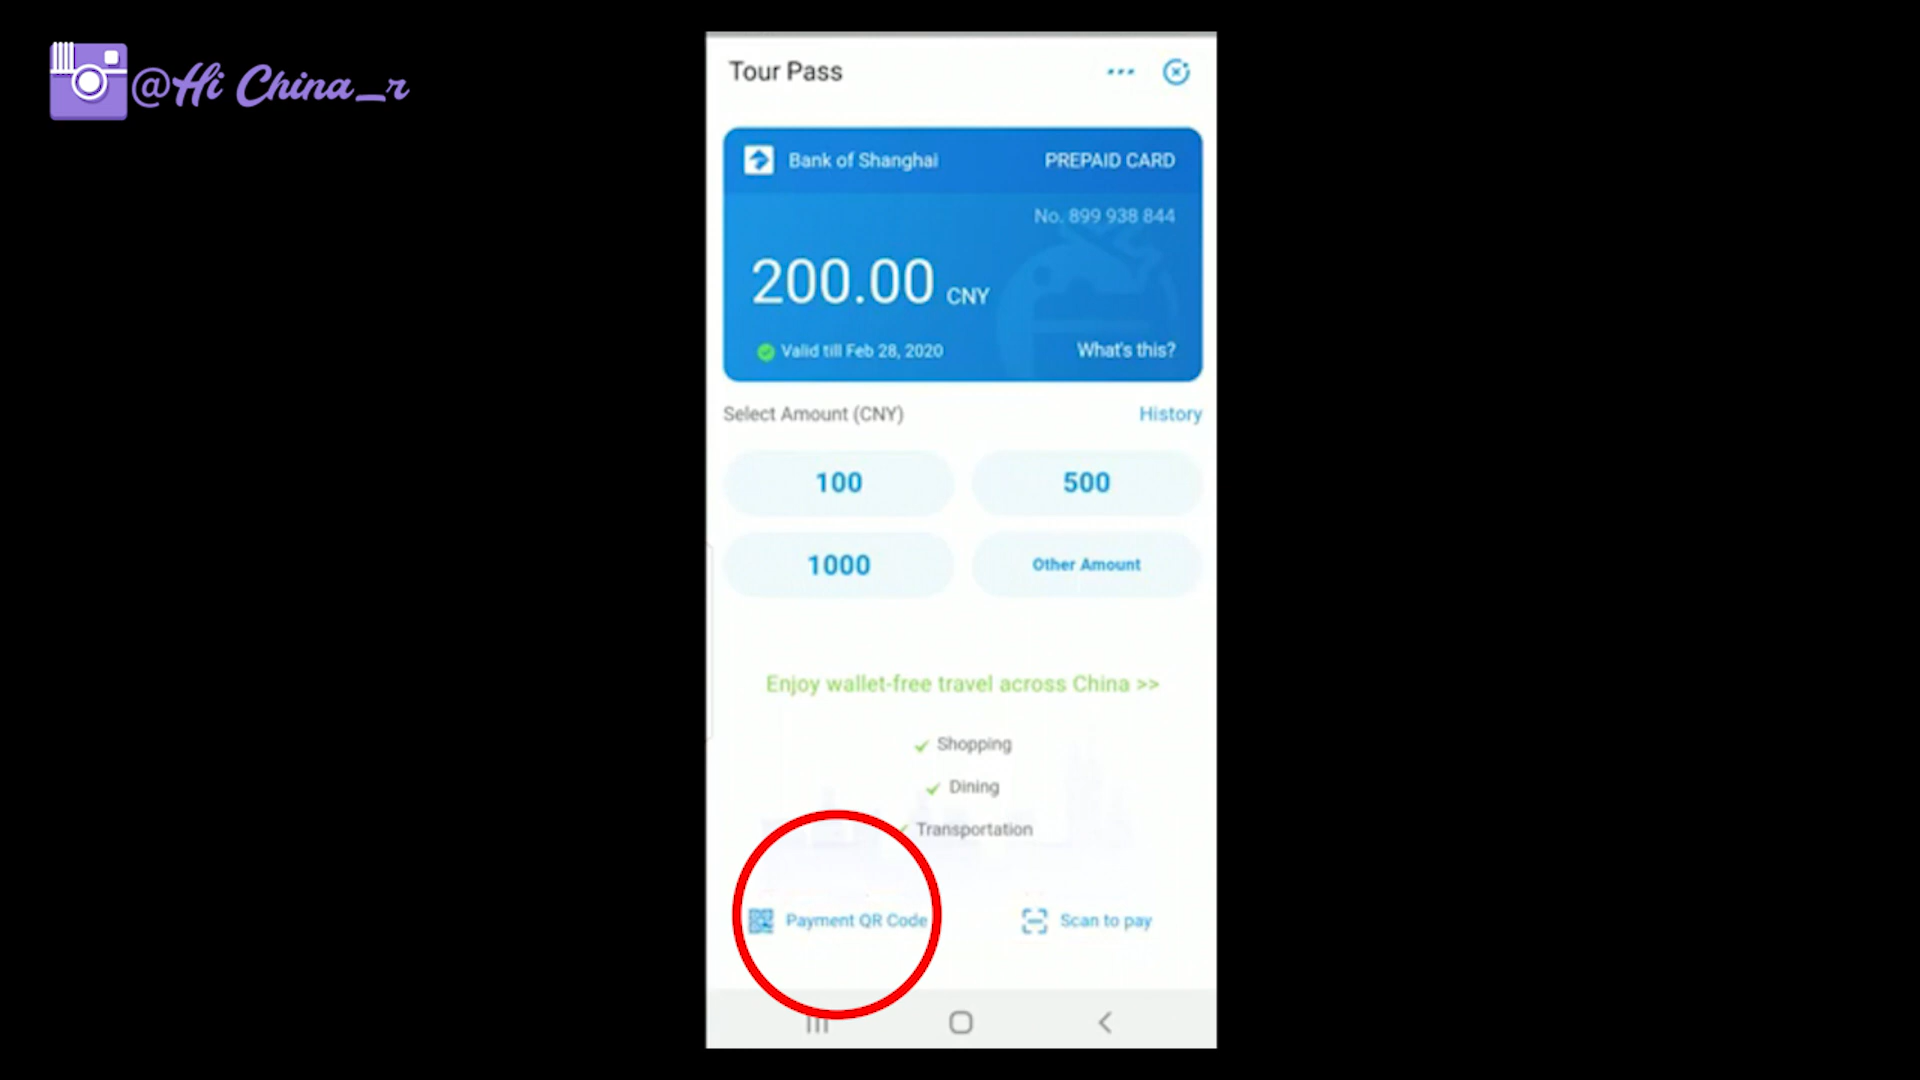 @Hi China_r
Tour Pass
Bank of Shanghai PREPAID CARD
No. 899 938 844
200.00 CNY
Valid till Feb 28, 2020 What's this?
Select Amount (CNY) History
100 500
1000 Other Amount
Enjoy wallet-free travel across China >>
Shopping
Dining
Transportation
Payment QR Code Scan to pay